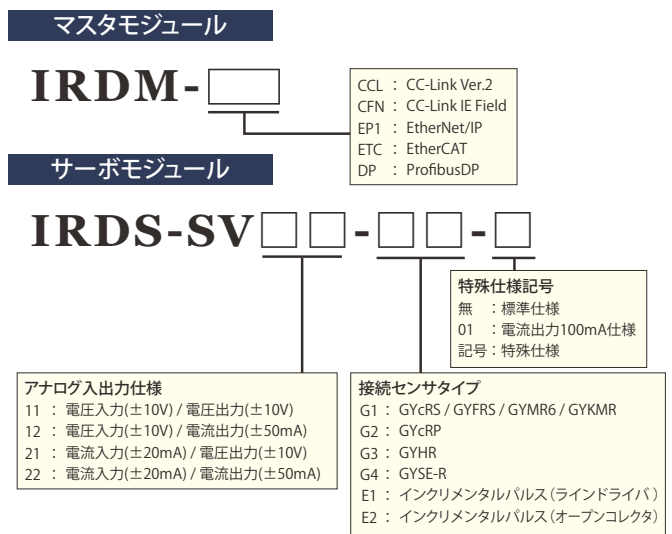 マスタモジュール
IRDM-□
CCL : CC-Link Ver.2
CFN : CC-Link IE Field
EP1 : EtherNet/IP
ETC : EtherCAT
DP : ProfibusDP
サーボモジュール
IRDS-SV□□-□□-□
特殊仕様記号
無 : 標準仕様
01 : 電流出力100mA仕様
記号 : 特殊仕様
アナログ入出力仕様
11 : 電圧入力(±10V) / 電圧出力(±10V)
12 : 電圧入力(±10V) / 電流出力(±50mA)
21 : 電流入力(±20mA) / 電圧出力(±10V)
22 : 電流入力(±20mA) / 電流出力(±50mA)
接続センサタイプ
G1 : GYcRS / GYFRS / GYMR6 / GYKMR
G2 : GYcRP
G3 : GYHR
G4 : GYSE-R
E1 : インクリメンタルパルス(ラインドライバ)
E2 : インクリメンタルパルス(オープンコレクタ)